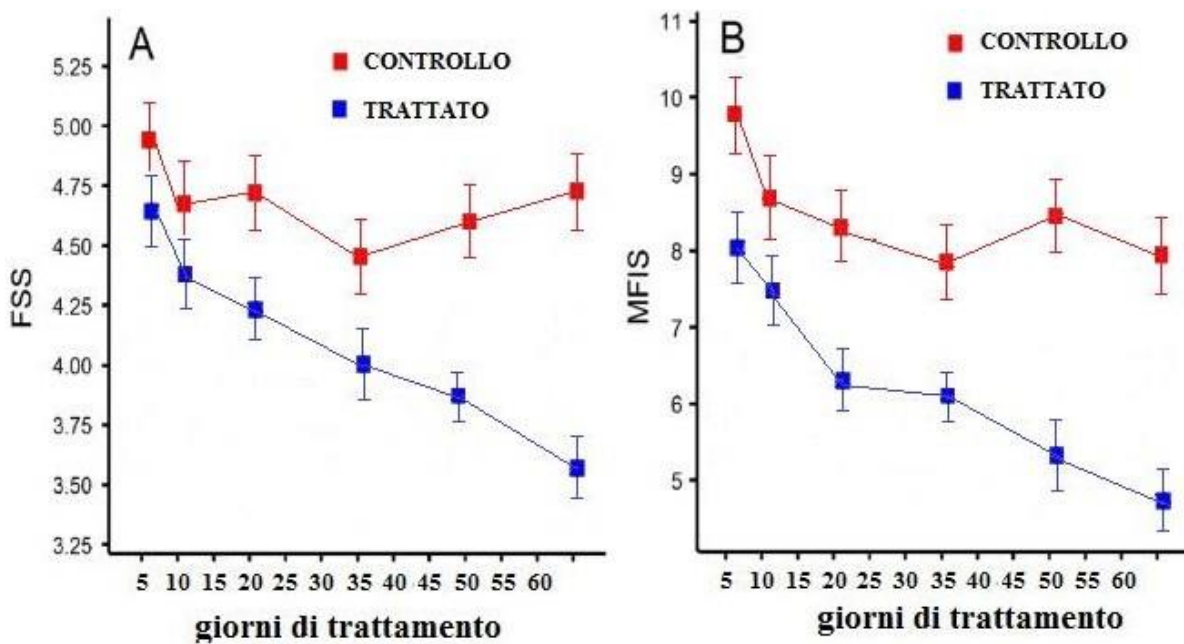 A
CONTROLLO
TRATTATO
5.25
5.00
4.75
4.50
4.25
4.00
3.75
3.50
3.25
FSS
5 10 15 20 25 30 35 40 45 50 55 60
giorni di trattamento
B
CONTROLLO
TRATTATO
11
10
9
8
7
6
5
MFIS
5 10 15 20 25 30 35 40 45 50 55 60
giorni di trattamento